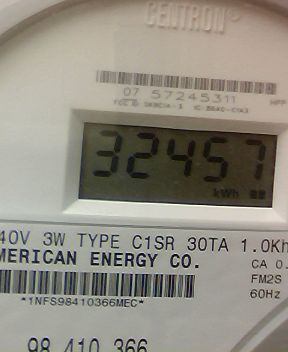 CENTRON®
07 57245311
32457
kWh
40V 3W TYPE C1SR 30TA 1.0Kh
MERICAN ENERGY CO.
CA 0.
FM2S
*1NFS98410366MEC*
60Hz
98 410 366